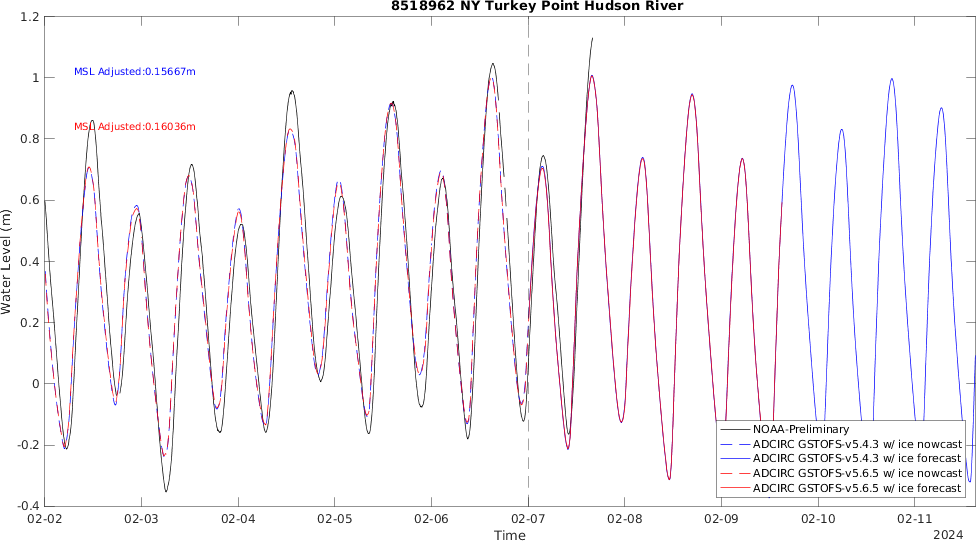 8518962 NY Turkey Point Hudson River
1.2
1
0.8
0.6
0.4
0.2
0
-0.2
-0.4
Water Level (m)
MSL Adjusted:0.15667m
MSL Adjusted:0.16036m
NOAA-Preliminary
ADCIRC GSTOFS-v5.4.3 w/ ice nowcast
ADCIRC GSTOFS-v5.4.3 w/ ice forecast
ADCIRC GSTOFS-v5.6.5 w/ ice nowcast
ADCIRC GSTOFS-v5.6.5 w/ ice forecast
02-02 02-03 02-04 02-05 02-06 02-07 02-08 02-09 02-10 02-11
Time
2024